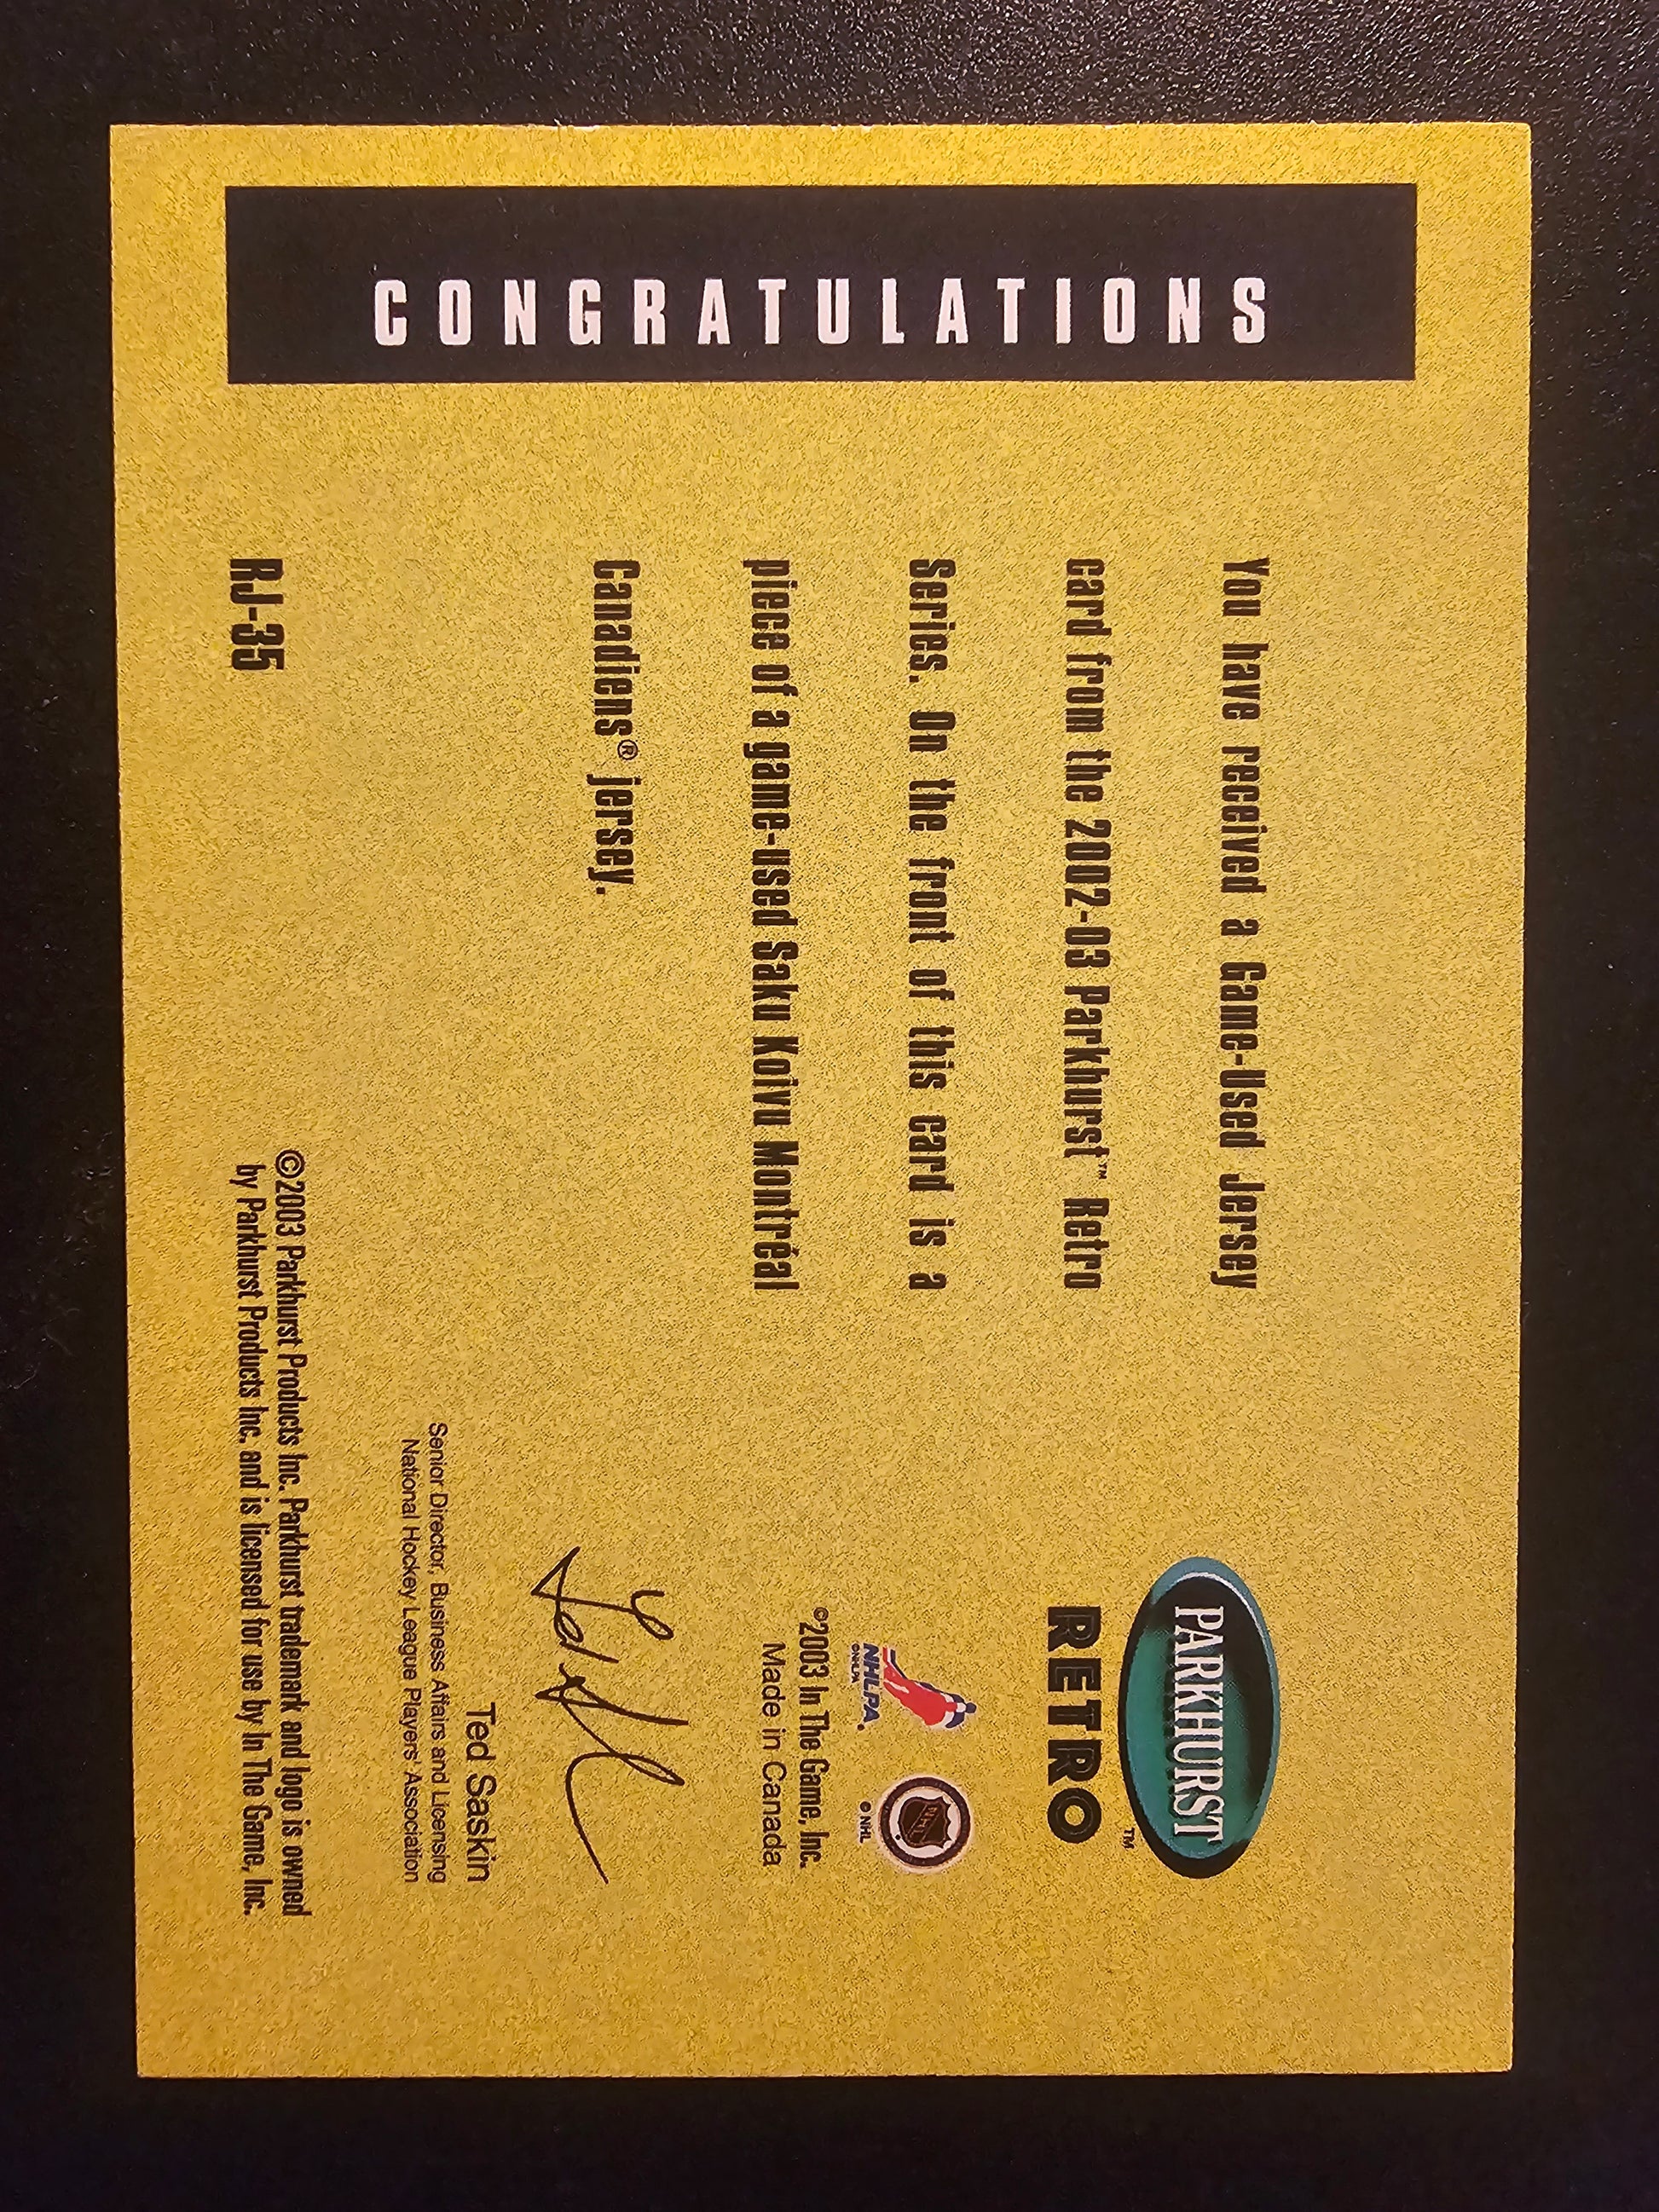 CONGRATULATIONS
You have received a Game-Used Jersey
card from the 2002-03 Parkhurst™ Retro
Series. On the front of this card is a
piece of a game-used Saku Koivu Montréal
Canadiens® jersey.
RJ-35
PARKHURST
TM
RETRO
NHLPA.
©NHLPA
NHL
© NHL
©2003 In The Game, Inc.
Made in Canada
Ted Saskin
Senior Director, Business Affairs and Licensing
National Hockey League Players' Association
©2003 Parkhurst Products Inc. Parkhurst trademark and logo is owned
by Parkhurst Products Inc. and is licensed for use by In The Game, Inc.